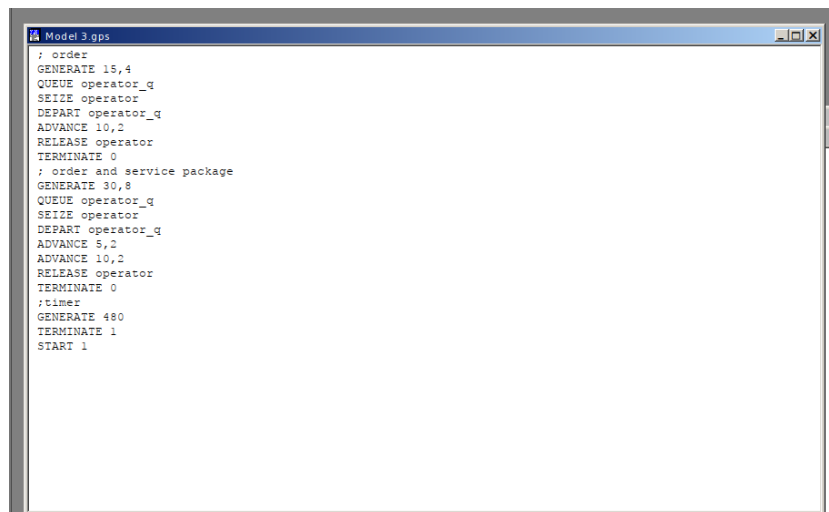 Model 3.gps
; order
GENERATE 15,4
QUEUE operator_q
SEIZE operator
DEPART operator_q
ADVANCE 10,2
RELEASE operator
TERMINATE 0
; order and service package
GENERATE 30,8
QUEUE operator_q
SEIZE operator
DEPART operator_q
ADVANCE 5,2
ADVANCE 10,2
RELEASE operator
TERMINATE 0
;timer
GENERATE 480
TERMINATE 1
START 1